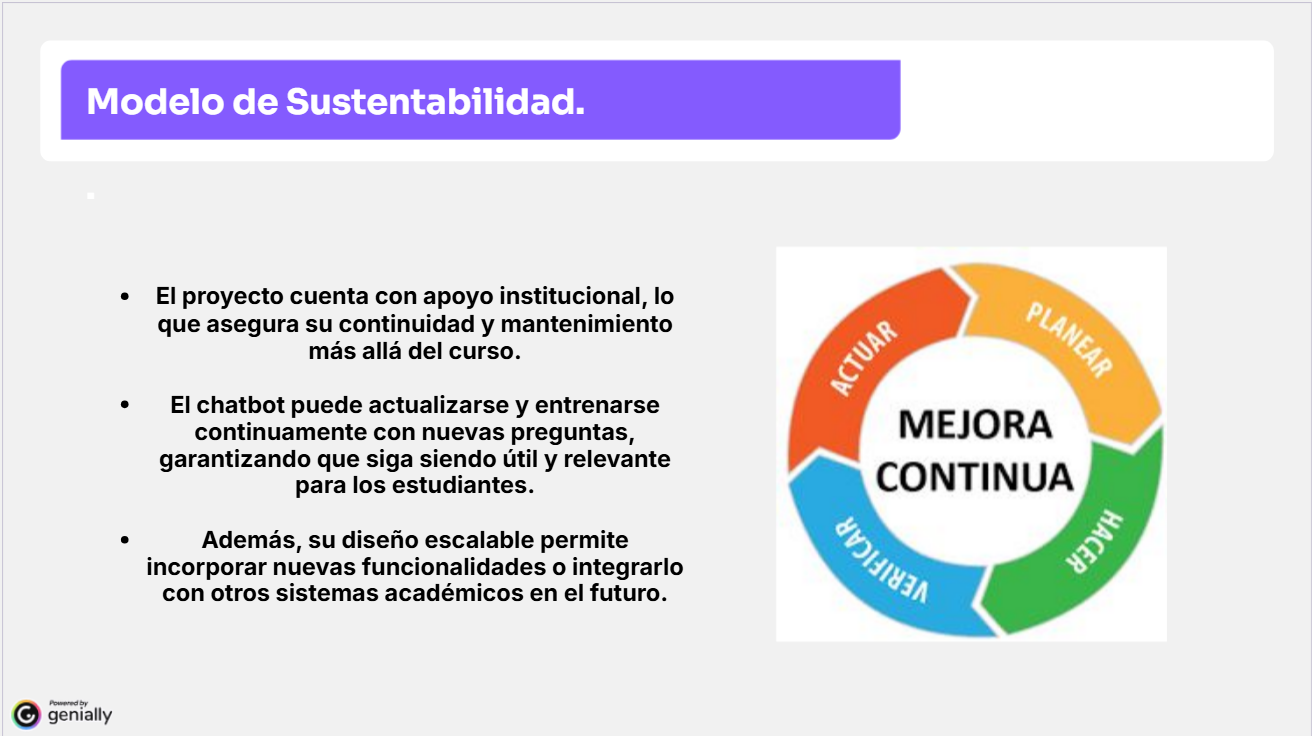 Modelo de Sustentabilidad.
• El proyecto cuenta con apoyo institucional, lo
que asegura su continuidad y mantenimiento
más allá del curso.
• El chatbot puede actualizarse y entrenarse
continuamente con nuevas preguntas,
garantizando que siga siendo útil y relevante
para los estudiantes.
• Además, su diseño escalable permite
incorporar nuevas funcionalidades o integrarlo
con otros sistemas académicos en el futuro.
PLANEAR
HACER
VERIFICAR
ACTUAR
MEJORA
CONTINUA
Powered by
genially